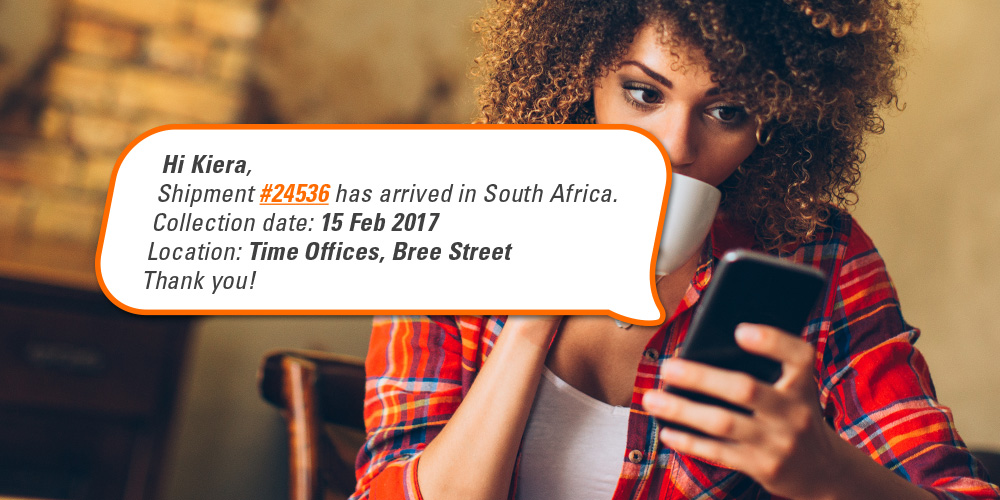 Hi Kiera,
Shipment #24536 has arrived in South Africa.
Collection date: 15 Feb 2017
Location: Time Offices, Bree Street
Thank you!